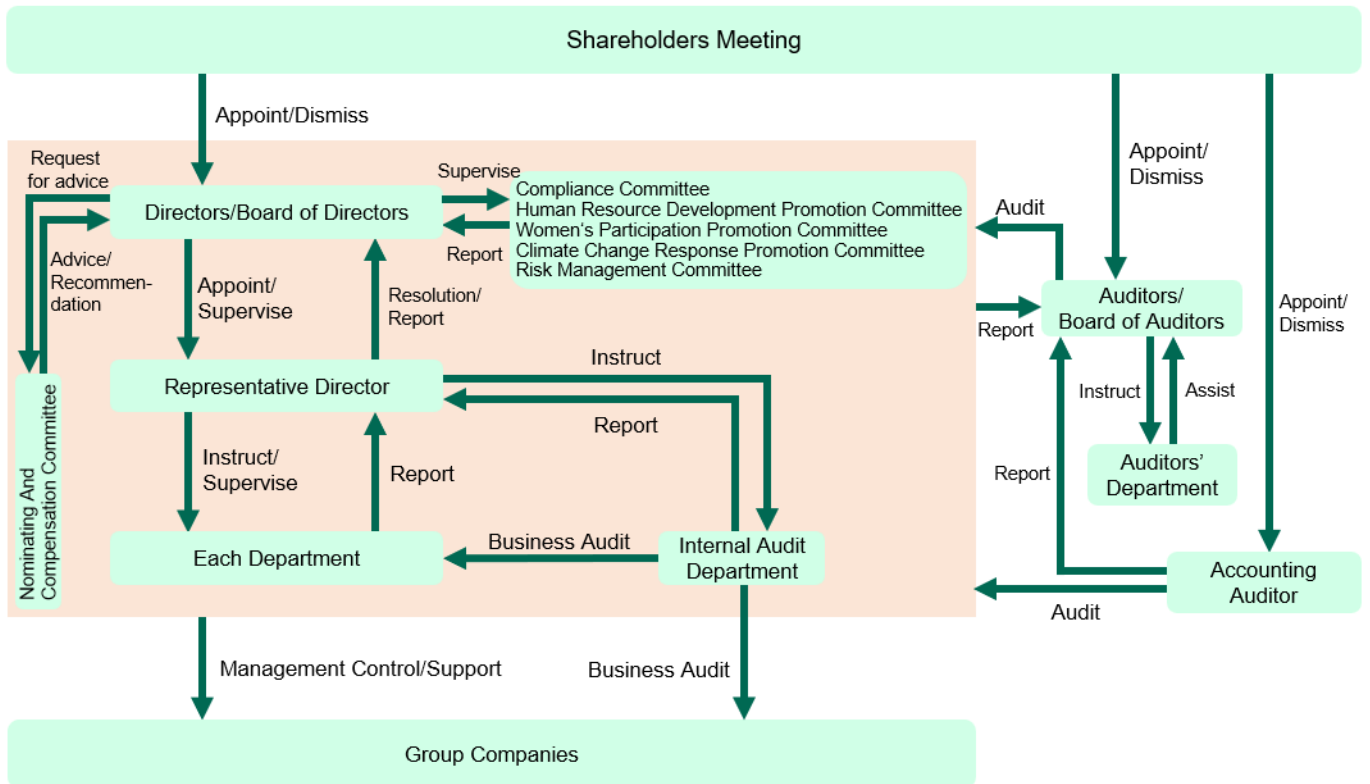 Shareholders Meeting
Appoint/Dismiss
Request
for advice
Directors/Board of Directors
Supervise
Report
Compliance Committee
Human Resource Development Promotion Committee
Women's Participation Promotion Committee
Climate Change Response Promotion Committee
Risk Management Committee
Appoint/
Dismiss
Audit
Advice/
Recommen-
dation
Appoint/
Supervise
Resolution/
Report
Report
Auditors/
Board of Auditors
Appoint/
Dismiss
Representative Director
Instruct
Report
Instruct
Assist
Nominating And
Compensation Committee
Instruct/
Supervise
Report
Report
Auditors'
Department
Each Department
Business Audit
Internal Audit
Department
Accounting
Auditor
Audit
Management Control/Support
Business Audit
Group Companies